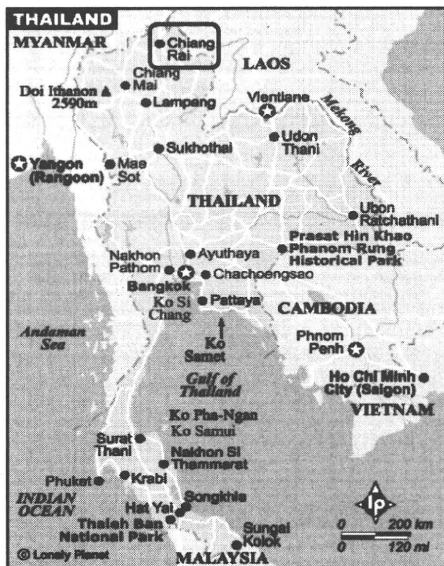 THAILAND
MYANMAR
Chiang
Rai
LAOS
Chiang
Mai
Doi Ithanon
2590m
Lampang
Vientiane
Mekong
River
Udon
Thani
Yangon
(Rangoon)
Mae
Sot
Sukhothai
THAILAND
Ubon
Ratchathani
Prasat Hin Khao
Phanom Rung
Historical Park
Nakhon
Pathom
Ayuthaya
Chachoengsao
Bangkok
Ko Si
Chang
Pattaya
CAMBODIA
Andaman
Sea
Ko
Samet
Phnom
Penh
Gulf of
Thailand
Ho Chi Minh
City (Saigon)
VIETNAM
Ko Pha-Ngan
Ko Samui
Surat
Thani
Nakhon Si
Thammarat
Phuket
Krabi
INDIAN
OCEAN
Songkhla
Hat Yai
Thaleh Ban
National Park
Sungai
Kolok
MALAYSIA
lp
0 200 km
0 120 mi
© Lonely Planet